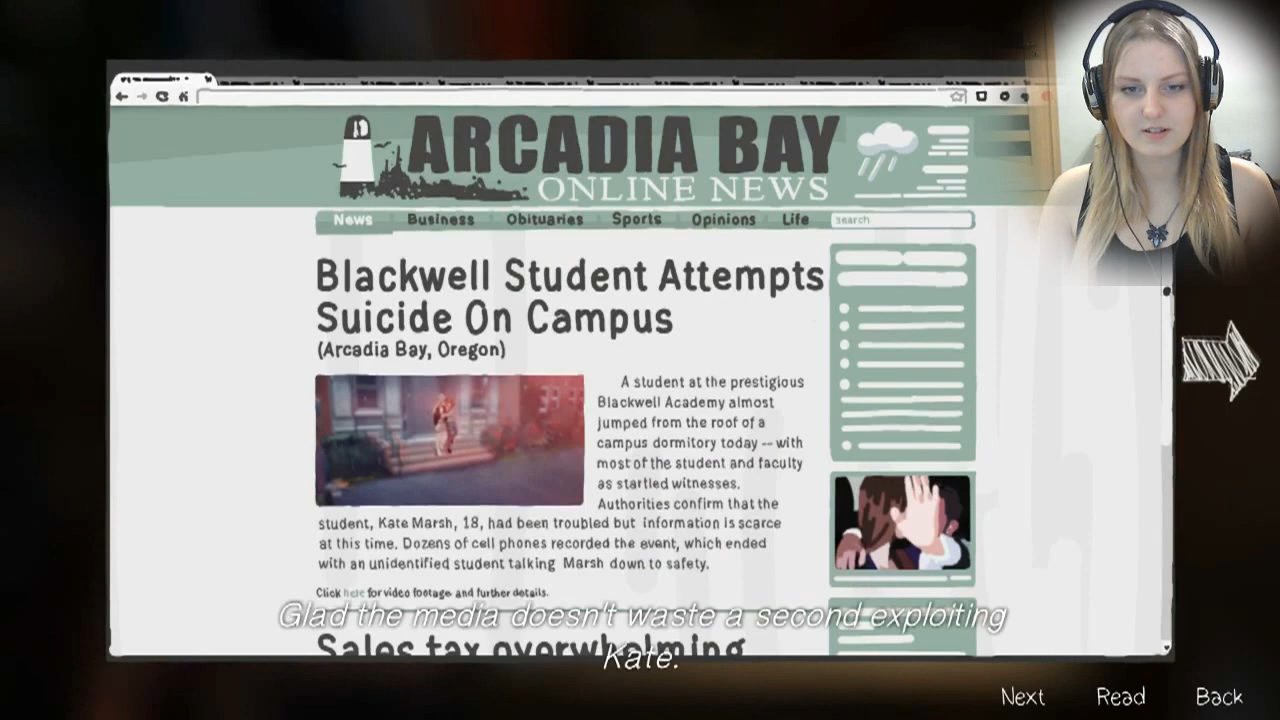 ARCADIA BAY
ONLINE NEWS
News Business Obituaries Sports Opinions Life search
Blackwell Student Attempts
Suicide On Campus
(Arcadia Bay, Oregon)
A student at the prestigious
Blackwell Academy almost
jumped from the roof of a
campus dormitory today -- with
most of the student and faculty
as startled witnesses.
Authorities confirm that the
student, Kate Marsh, 18, had been troubled but information is scarce
at this time. Dozens of cell phones recorded the event, which ended
with an unidentified student talking Marsh down to safety.
Click here for video footage and further details.
Glad the media doesn't waste a second exploiting
Kate.
Sales tax overwhelming
Next Read Back